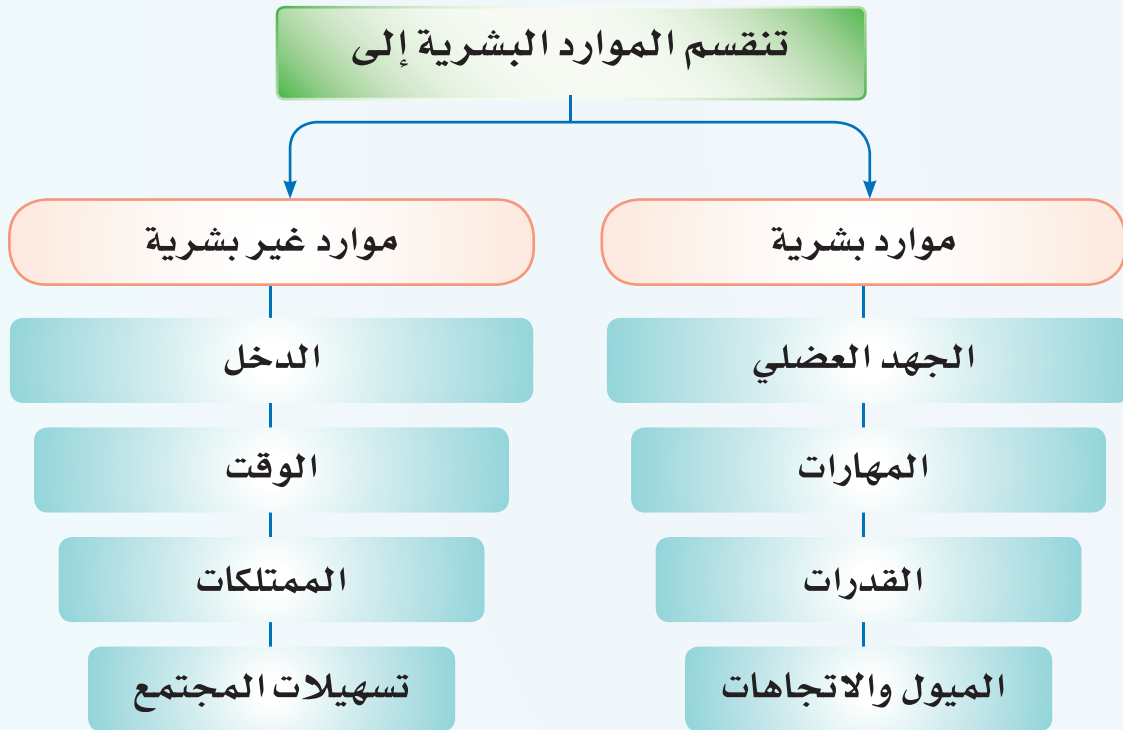 تنقسم الموارد البشرية إلى
موارد بشرية
الجهد العضلي
المهارات
القدرات
الميول والاتجاهات
موارد غير بشرية
الدخل
الوقت
الممتلكات
تسهيلات المجتمع